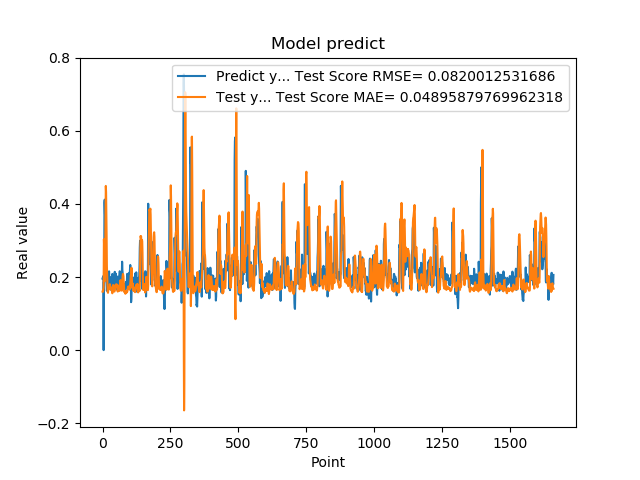 Model predict
Predict y... Test Score RMSE= 0.0820012531686
Test y... Test Score MAE= 0.04895879769962318
0.8
0.6
0.4
0.2
0.0
−0.2
Real value
0 250 500 750 1000 1250 1500
Point